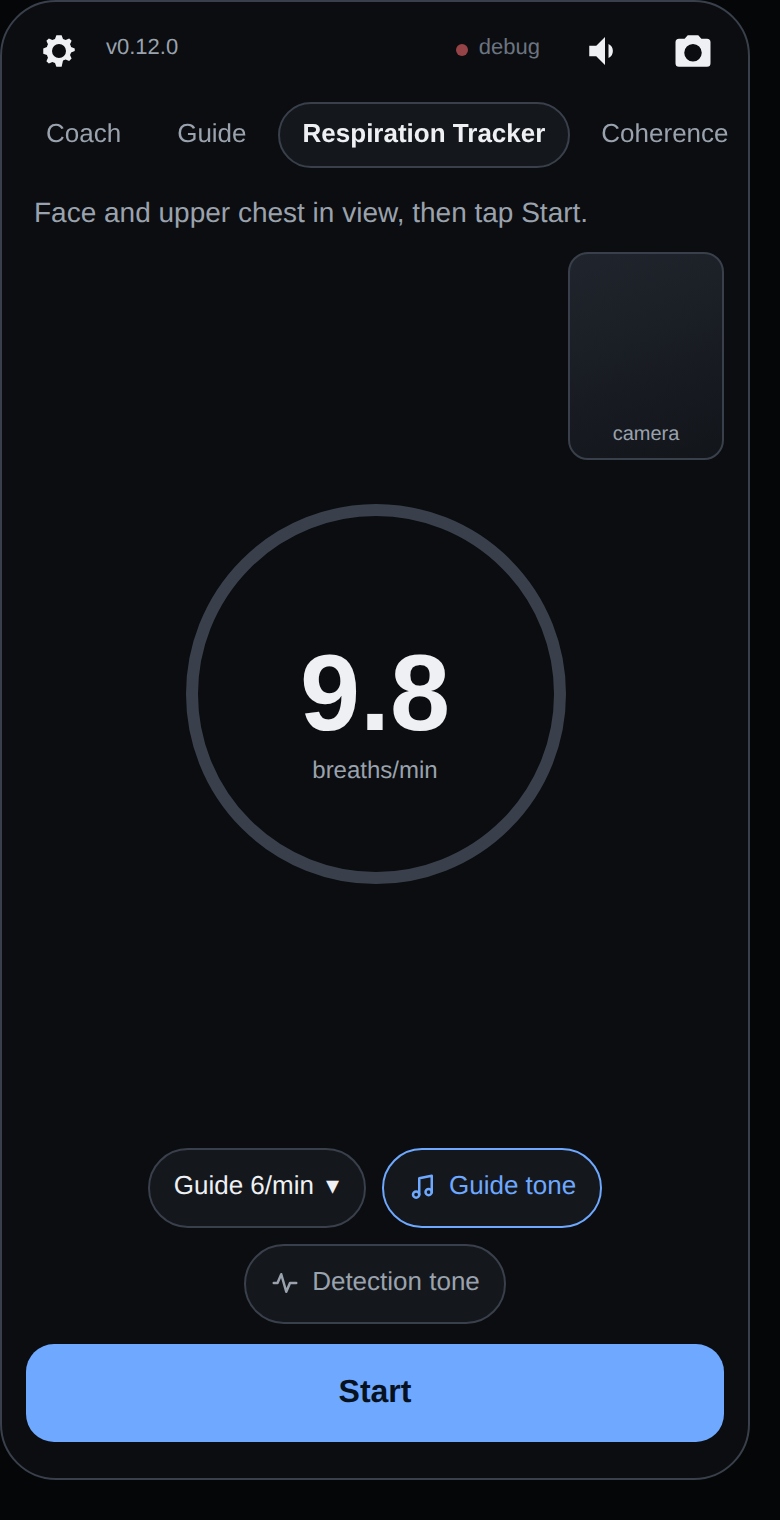 v0.12.0
debug
Coach
Guide
Respiration Tracker
Coherence
Face and upper chest in view, then tap Start.
camera
9.8
breaths/min
Guide 6/min ▼
Guide tone
Detection tone
Start